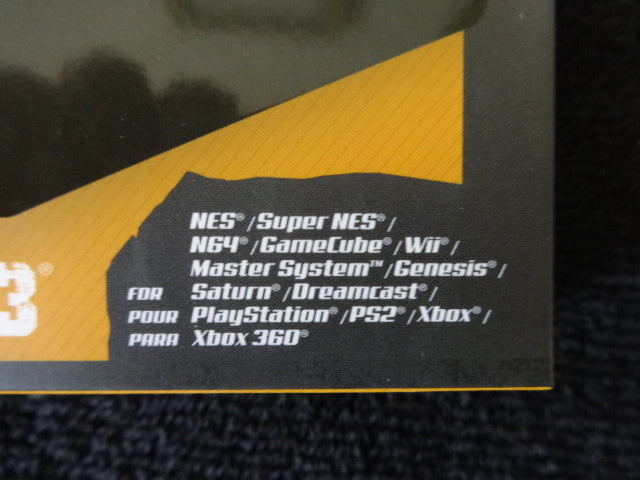 NES®/Super NES®/
N64®/GameCube®/Wii®/
Master System™/Genesis®/
FOR Saturn®/Dreamcast®/
POUR PlayStation®/PS2®/Xbox®/
PARA Xbox 360®
3®